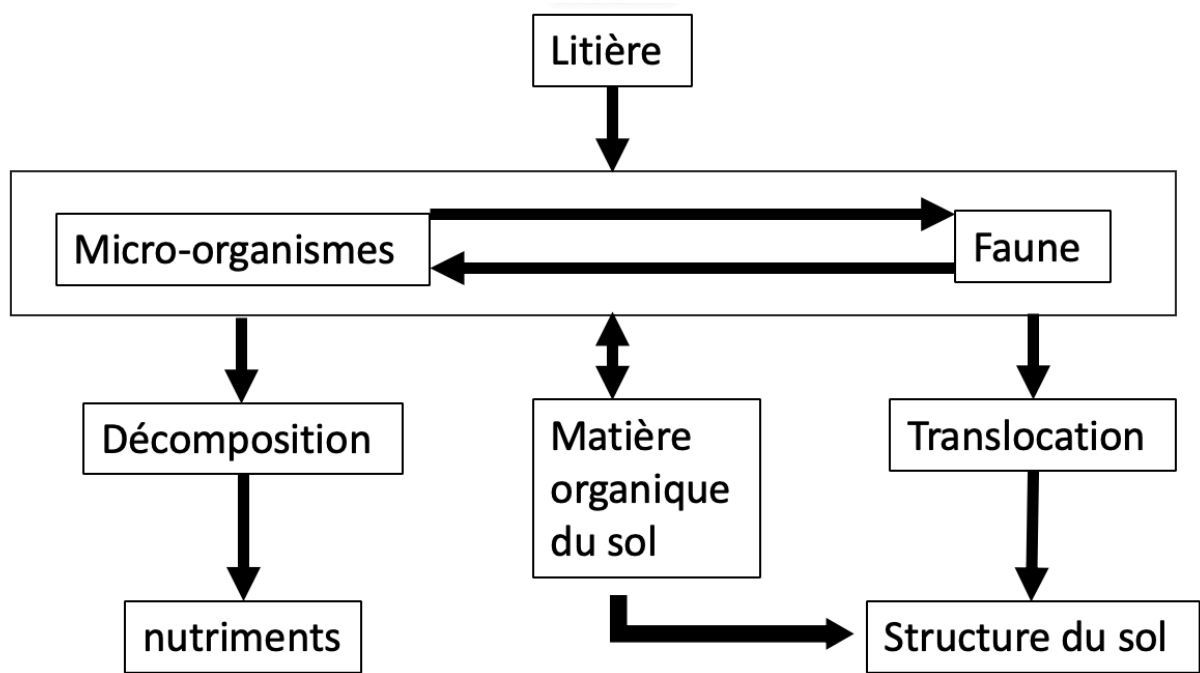 Litière
Micro-organismes
Faune
Décomposition
Matière
organique
du sol
Translocation
nutriments
Structure du sol